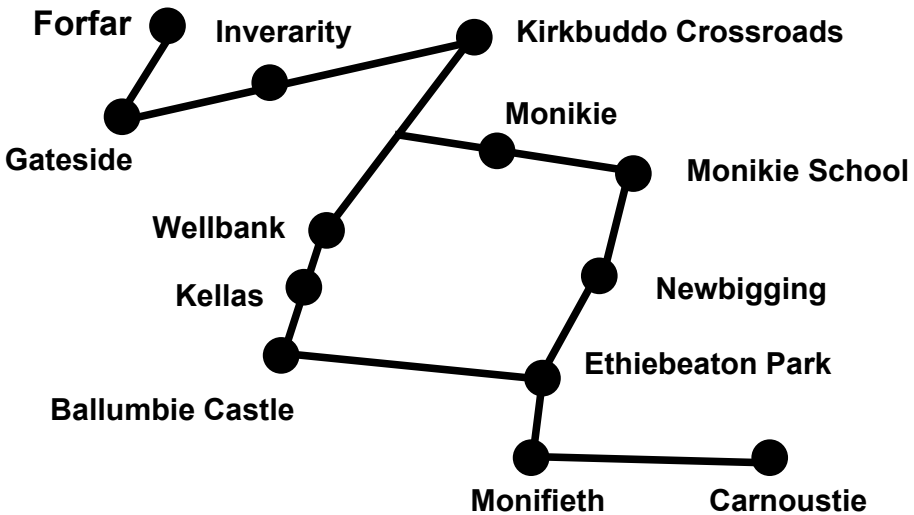 Forfar
Inverarity
Kirkbuddo Crossroads
Monikie
Gateside
Monikie School
Wellbank
Kellas
Newbigging
Ethiebeaton Park
Ballumbie Castle
Monifieth
Carnoustie